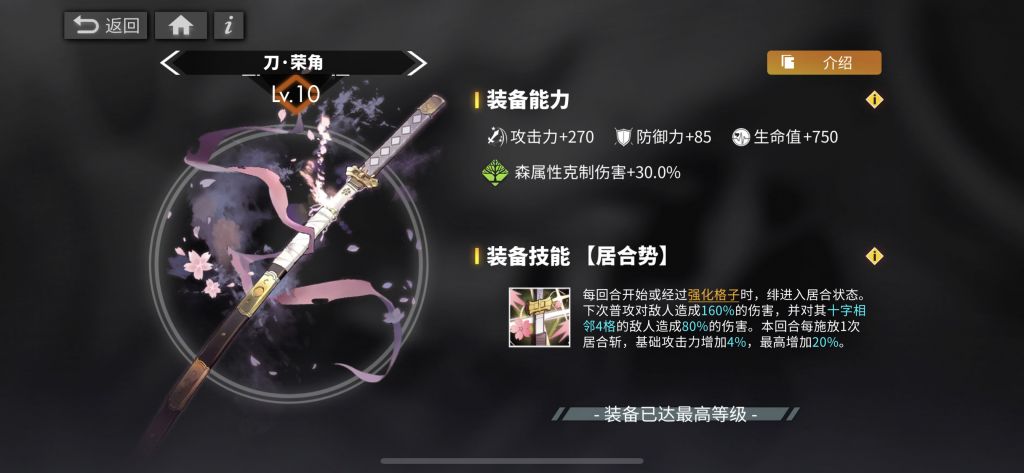 返回
刀·荣角
Lv.10
介绍
装备能力
攻击力+270 防御力+85 生命值+750
森属性克制伤害+30.0%
装备技能 【居合势】
每回合开始或经过强化格子时，绯进入居合状态。
下次普攻对敌人造成160%的伤害，并对其十字相
邻4格的敌人造成80%的伤害。本回合每施放1次
居合斩，基础攻击力增加4%，最高增加20%。
- 装备已达最高等级 -